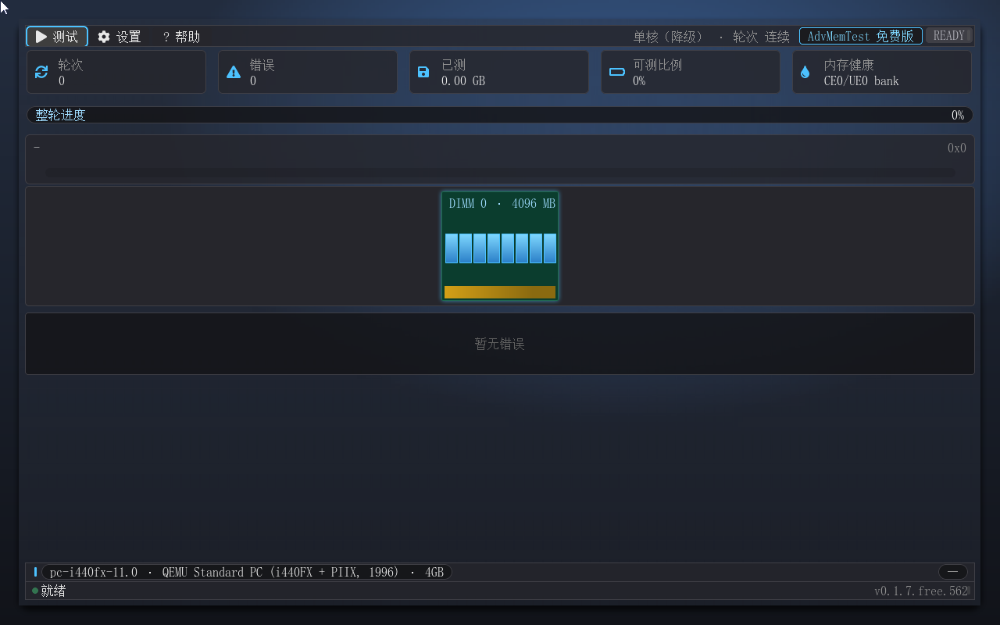 测试 设置 ? 帮助 单核（降级） · 轮次 连续 AdvMemTest 免费版 READY
轮次 错误 已测 可测比例 内存健康
0 0 0.00 GB 0% CE0/UE0 bank
整轮进度 0%
— 0x0
DIMM 0 · 4096 MB
暂无错误
pc-i440fx-11.0 · QEMU Standard PC (i440FX + PIIX, 1996) · 4GB —
就绪 v0.1.7.free.562